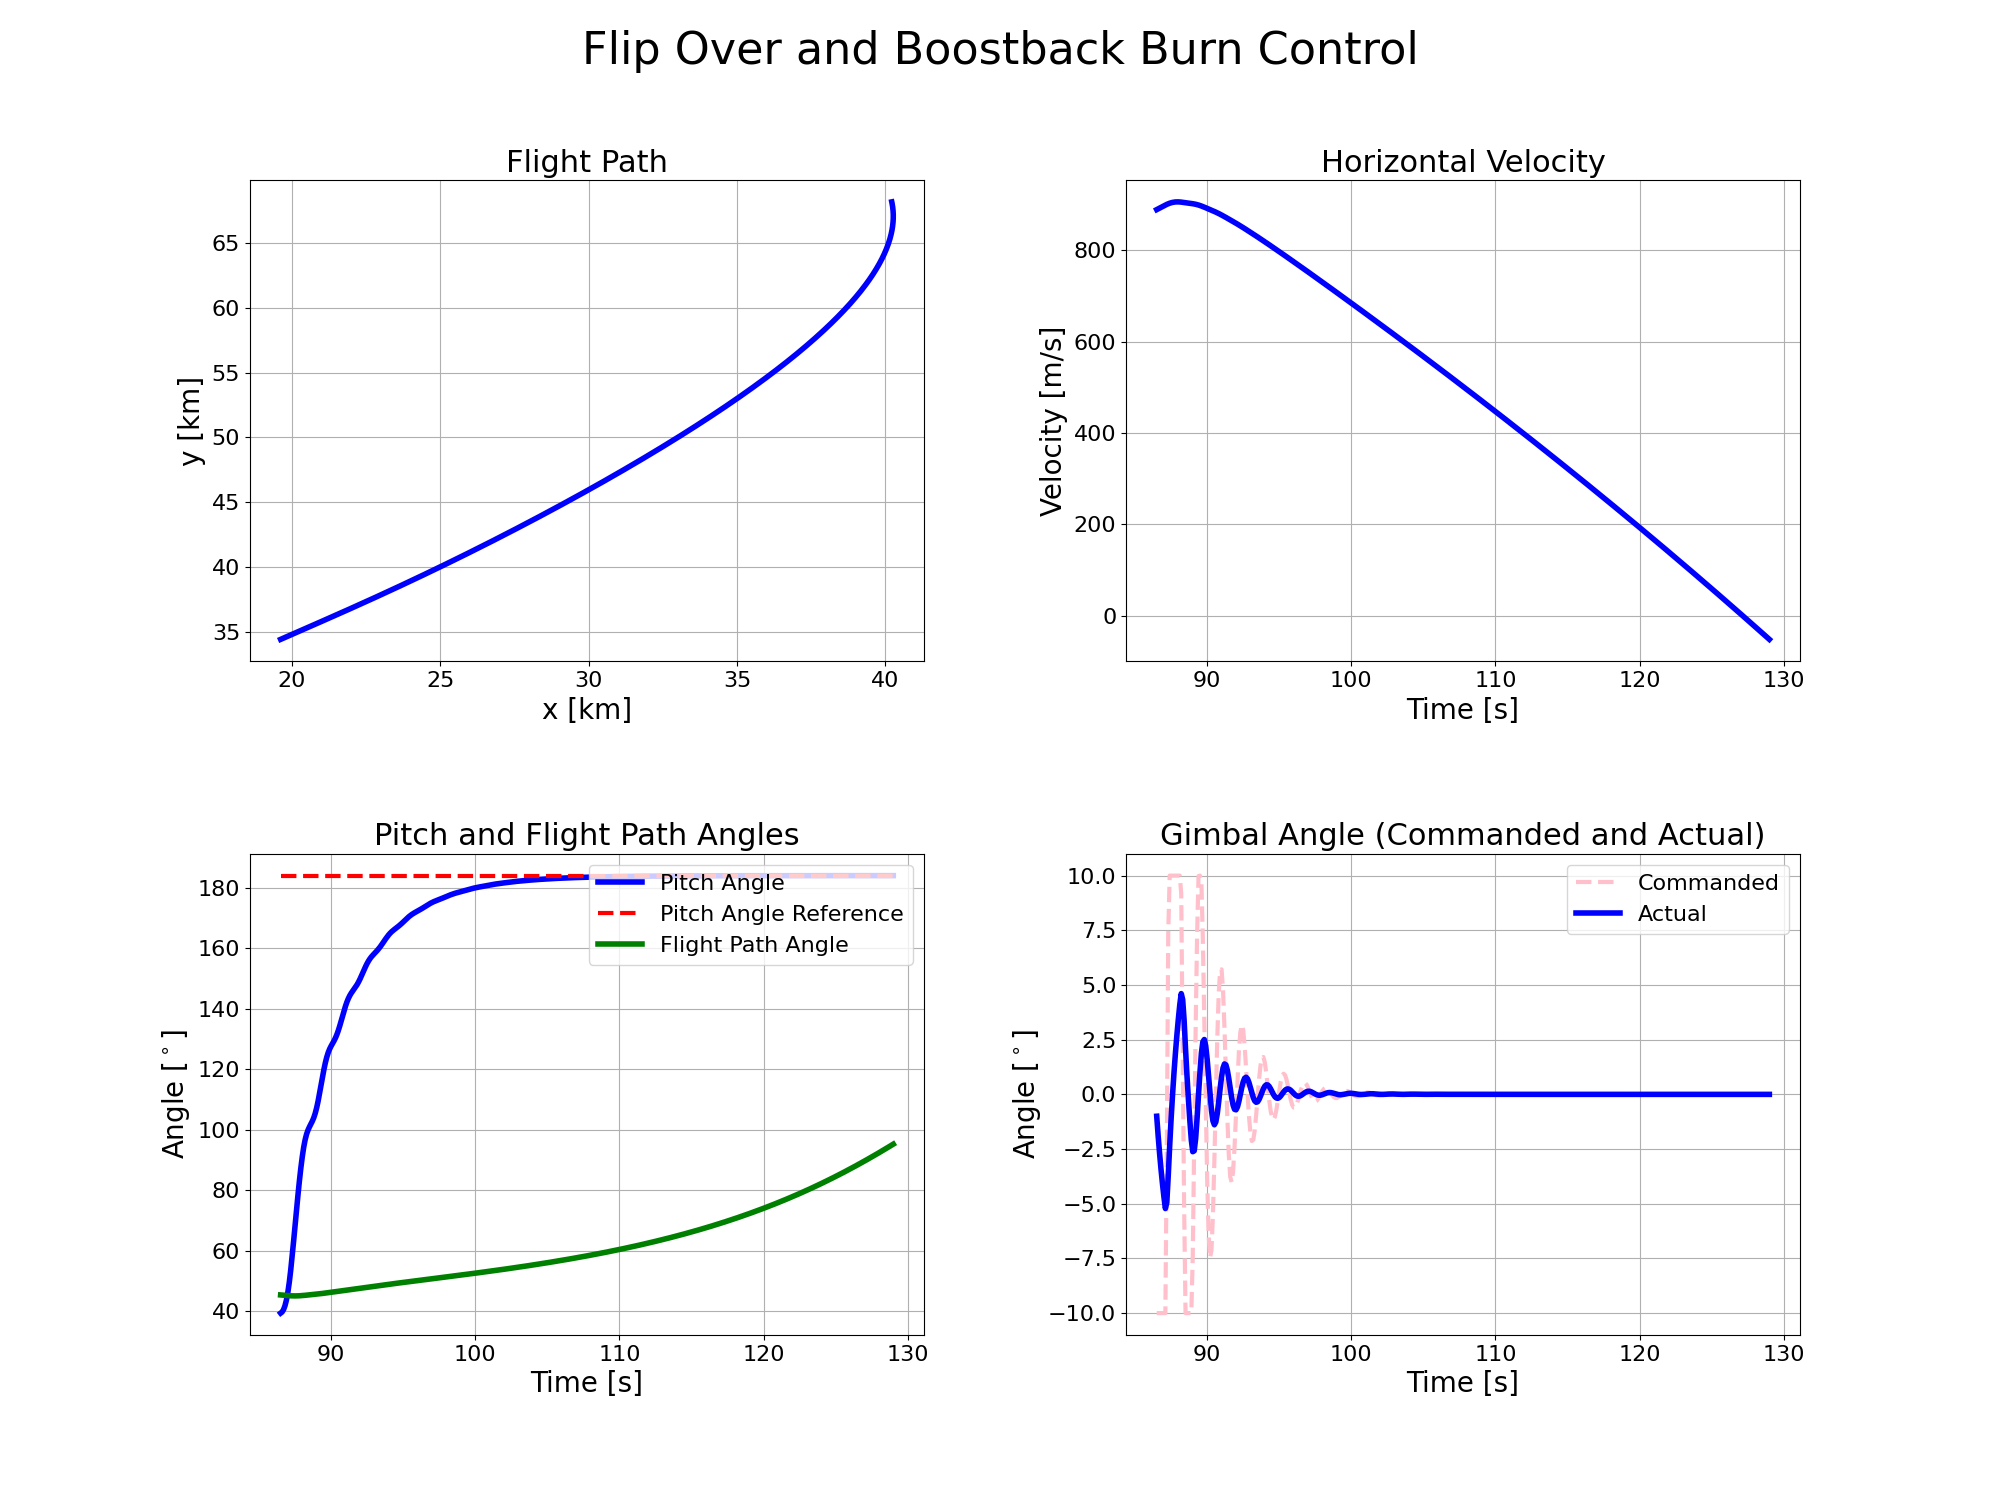 Flip Over and Boostback Burn Control
Flight Path
65
60
55
50
45
40
35
y [km]
20 25 30 35 40
x [km]
Horizontal Velocity
800
600
400
200
0
Velocity [m/s]
90 100 110 120 130
Time [s]
Pitch and Flight Path Angles
180
160
140
120
100
80
60
40
Angle [°]
Pitch Angle
Pitch Angle Reference
Flight Path Angle
90 100 110 120 130
Time [s]
Gimbal Angle (Commanded and Actual)
10.0
7.5
5.0
2.5
0.0
−2.5
−5.0
−7.5
−10.0
Angle [°]
Commanded
Actual
90 100 110 120 130
Time [s]